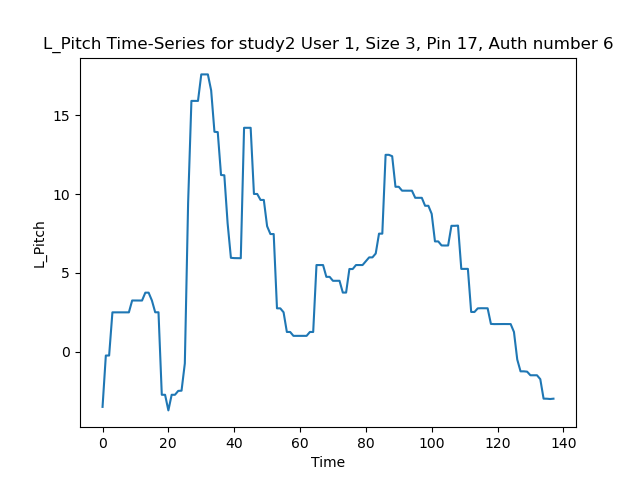 L_Pitch Time-Series for study2 User 1, Size 3, Pin 17, Auth number 6
15
10
5
0
L_Pitch
0 20 40 60 80 100 120 140
Time